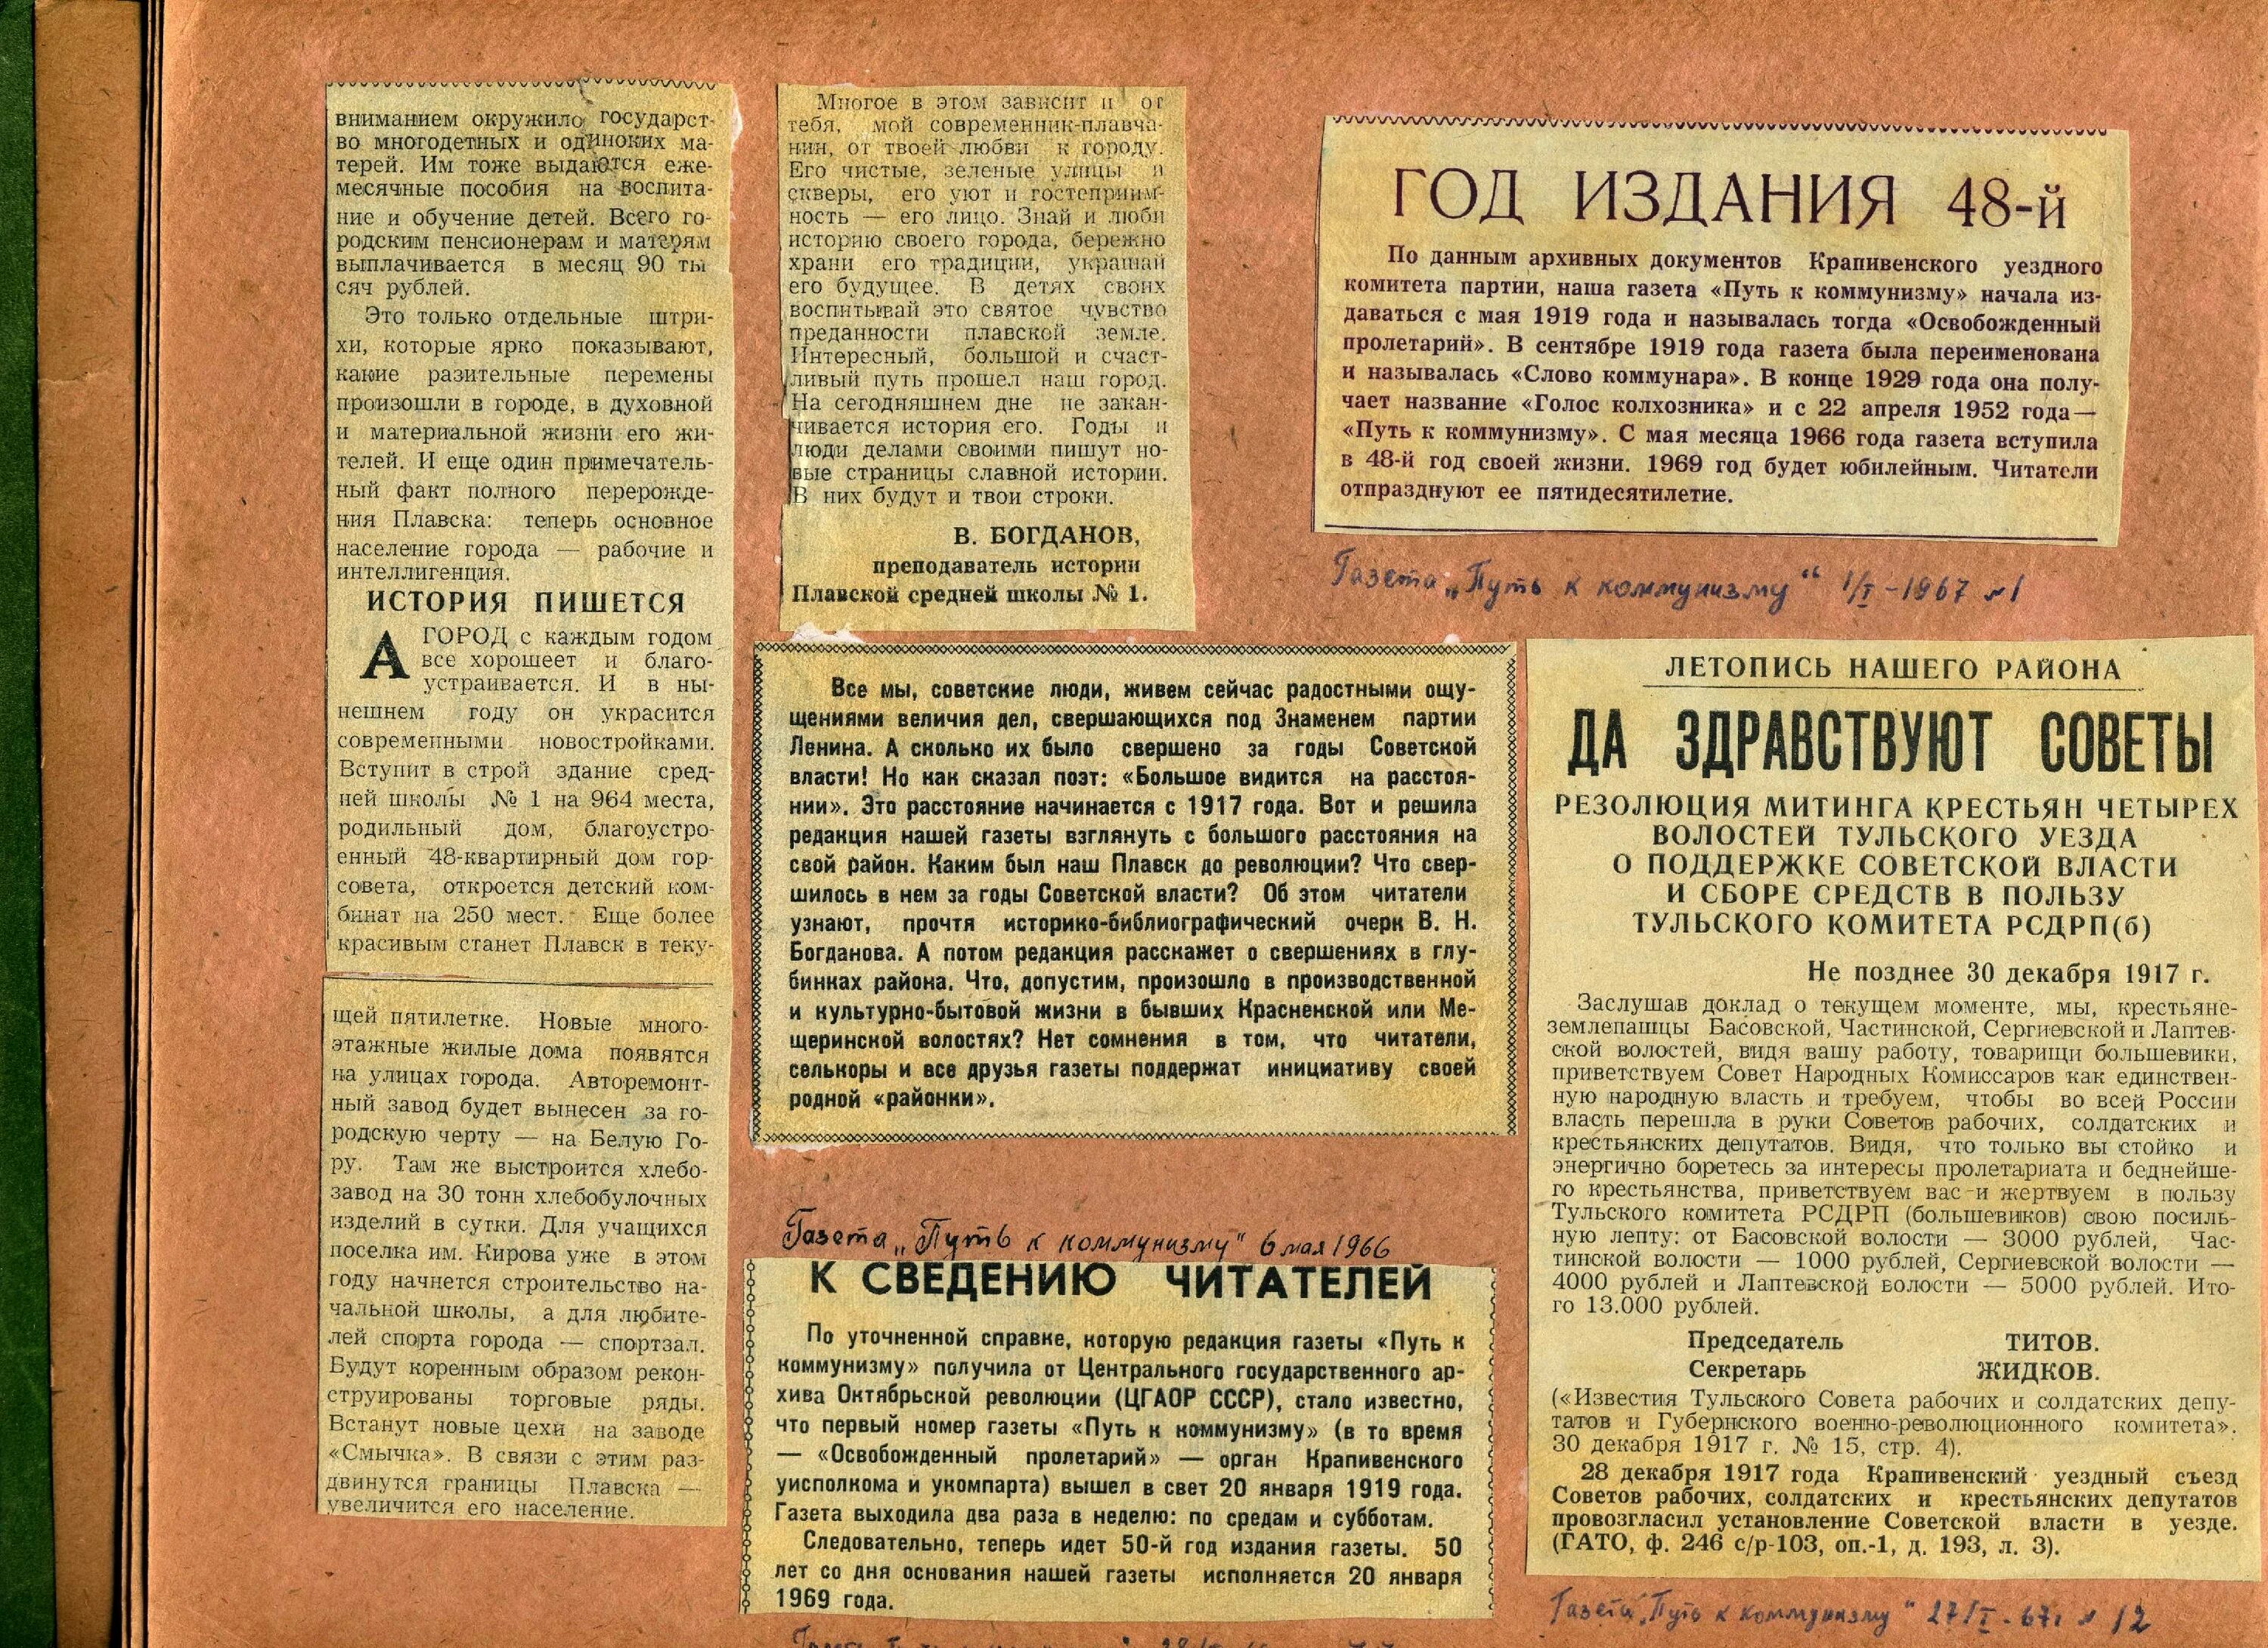 вниманием окружило государст-
во многодетных и одиноких ма-
терей. Им тоже выдаются еже-
месячные пособия на воспита-
ние и обучение детей. Всего го-
родским пенсионерам и матерям
выплачивается в месяц 90 ты
сяч рублей.
Это только отдельные штри-
хи, которые ярко показывают,
какие разительные перемены
произошли в городе, в духовной
и материальной жизни его жи-
телей. И еще один примечатель-
ный факт полного перерожде-
ния Плавска: теперь основное
население города — рабочие и
интеллигенция.
ИСТОРИЯ ПИШЕТСЯ
А ГОРОД с каждым годом
все хорошеет и благо-
устраивается. И в ны-
нешнем году он украсится
современными новостройками.
Вступит в строй здание сред-
ней школы № 1 на 964 места,
родильный дом, благоустро-
енный 48-квартирный дом гор-
совета, откроется детский ком-
бинат на 250 мест. Еще более
красивым станет Плавск в теку-
щей пятилетке. Новые много-
этажные жилые дома появятся
на улицах города. Авторемонт-
ный завод будет вынесен за го-
родскую черту — на Белую Го-
ру. Там же выстроится хлебо-
завод на 30 тонн хлебобулочных
изделий в сутки. Для учащихся
поселка им. Кирова уже в этом
году начнется строительство на-
чальной школы, а для любите-
лей спорта города — спортзал.
Будут коренным образом рекон-
струированы торговые ряды.
Встанут новые цехи на заводе
«Смычка». В связи с этим раз-
двинутся границы Плавска —
увеличится его население.
Многое в этом зависит и от
тебя, мой современник-плавча-
нин, от твоей любви к городу.
Его чистые, зеленые улицы и
скверы, его уют и гостеприим-
ность — его лицо. Знай и люби
историю своего города, бережно
храни его традиции, украшай
его будущее. В детях своих
воспитывай это святое чувство
преданности плавской земле.
Интересный, большой и счаст-
ливый путь прошел наш город.
На сегодняшнем дне не закан-
чивается история его. Годы и
люди делами своими пишут но-
вые страницы славной истории.
В них будут и твои строки.
В. БОГДАНОВ,
преподаватель истории
Плавской средней школы № 1.
Все мы, советские люди, живем сейчас радостными ощу-
щениями величия дел, свершающихся под Знаменем партии
Ленина. А сколько их было свершено за годы Советской
власти! Но как сказал поэт: «Большое видится на расстоя-
нии». Это расстояние начинается с 1917 года. Вот и решила
редакция нашей газеты взглянуть с большого расстояния на
свой район. Каким был наш Плавск до революции? Что свер-
шилось в нем за годы Советской власти? Об этом читатели
узнают, прочтя историко-библиографический очерк В. Н.
Богданова. А потом редакция расскажет о свершениях в глу-
бинках района. Что, допустим, произошло в производственной
и культурно-бытовой жизни в бывших Красненской или Ме-
щеринской волостях? Нет сомнения в том, что читатели,
селькоры и все друзья газеты поддержат инициативу своей
родной «районки».
Газета „Путь к коммунизму" 6 мая 1966
К СВЕДЕНИЮ ЧИТАТЕЛЕЙ
По уточненной справке, которую редакция газеты «Путь к
коммунизму» получила от Центрального государственного ар-
хива Октябрьской революции (ЦГАОР СССР), стало известно,
что первый номер газеты «Путь к коммунизму» (в то время
— «Освобожденный пролетарий» — орган Крапивенского
уисполкома и укомпарта) вышел в свет 20 января 1919 года.
Газета выходила два раза в неделю: по средам и субботам.
Следовательно, теперь идет 50-й год издания газеты. 50
лет со дня основания нашей газеты исполняется 20 января
1969 года.
ГОД ИЗДАНИЯ 48-й
По данным архивных документов Крапивенского уездного
комитета партии, наша газета «Путь к коммунизму» начала из-
даваться с мая 1919 года и называлась тогда «Освобожденный
пролетарий». В сентябре 1919 года газета была переименована
и называлась «Слово коммунара». В конце 1929 года она полу-
чает название «Голос колхозника» и с 22 апреля 1952 года —
«Путь к коммунизму». С мая месяца 1966 года газета вступила
в 48-й год своей жизни. 1969 год будет юбилейным. Читатели
отпразднуют ее пятидесятилетие.
Газета „Путь к коммунизму" 1/I-1967 №1
ЛЕТОПИСЬ НАШЕГО РАЙОНА
ДА ЗДРАВСТВУЮТ СОВЕТЫ
РЕЗОЛЮЦИЯ МИТИНГА КРЕСТЬЯН ЧЕТЫРЕХ
ВОЛОСТЕЙ ТУЛЬСКОГО УЕЗДА
О ПОДДЕРЖКЕ СОВЕТСКОЙ ВЛАСТИ
И СБОРЕ СРЕДСТВ В ПОЛЬЗУ
ТУЛЬСКОГО КОМИТЕТА РСДРП(б)
Не позднее 30 декабря 1917 г.
Заслушав доклад о текущем моменте, мы, крестьяне-
землепашцы Басовской, Частинской, Сергиевской и Лаптев-
ской волостей, видя вашу работу, товарищи большевики,
приветствуем Совет Народных Комиссаров как единствен-
ную народную власть и требуем, чтобы во всей России
власть перешла в руки Советов рабочих, солдатских и
крестьянских депутатов. Видя, что только вы стойко и
энергично боретесь за интересы пролетариата и беднейше-
го крестьянства, приветствуем вас и жертвуем в пользу
Тульского комитета РСДРП (большевиков) свою посиль-
ную лепту: от Басовской волости — 3000 рублей, Час-
тинской волости — 1000 рублей, Сергиевской волости —
4000 рублей и Лаптевской волости — 5000 рублей. Ито-
го 13.000 рублей.
Председатель ТИТОВ.
Секретарь ЖИДКОВ.
(«Известия Тульского Совета рабочих и солдатских депу-
татов и Губернского военно-революционного комитета».
30 декабря 1917 г. № 15, стр. 4).
28 декабря 1917 года Крапивенский уездный съезд
Советов рабочих, солдатских и крестьянских депутатов
провозгласил установление Советской власти в уезде.
(ГАТО, ф. 246 с/р-103, оп.-1, д. 193, л. 3).
Газета „Путь к коммунизму" 27/I-67г № 12